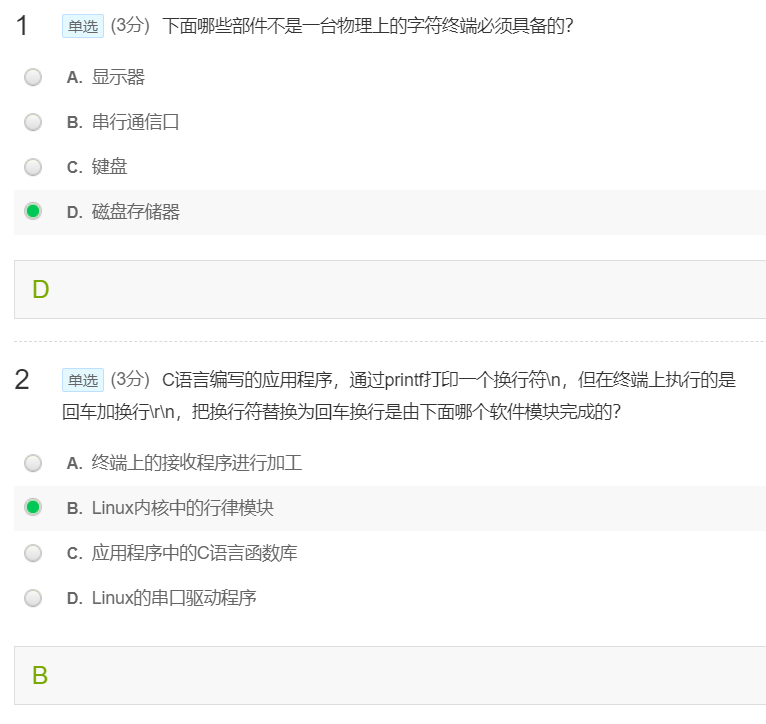 1 单选 (3分) 下面哪些部件不是一台物理上的字符终端必须具备的?
A. 显示器
B. 串行通信口
C. 键盘
D. 磁盘存储器
D
2 单选 (3分) C语言编写的应用程序，通过printf打印一个换行符\n，但在终端上执行的是
回车加换行\r\n，把换行符替换为回车换行是由下面哪个软件模块完成的?
A. 终端上的接收程序进行加工
B. Linux内核中的行律模块
C. 应用程序中的C语言函数库
D. Linux的串口驱动程序
B